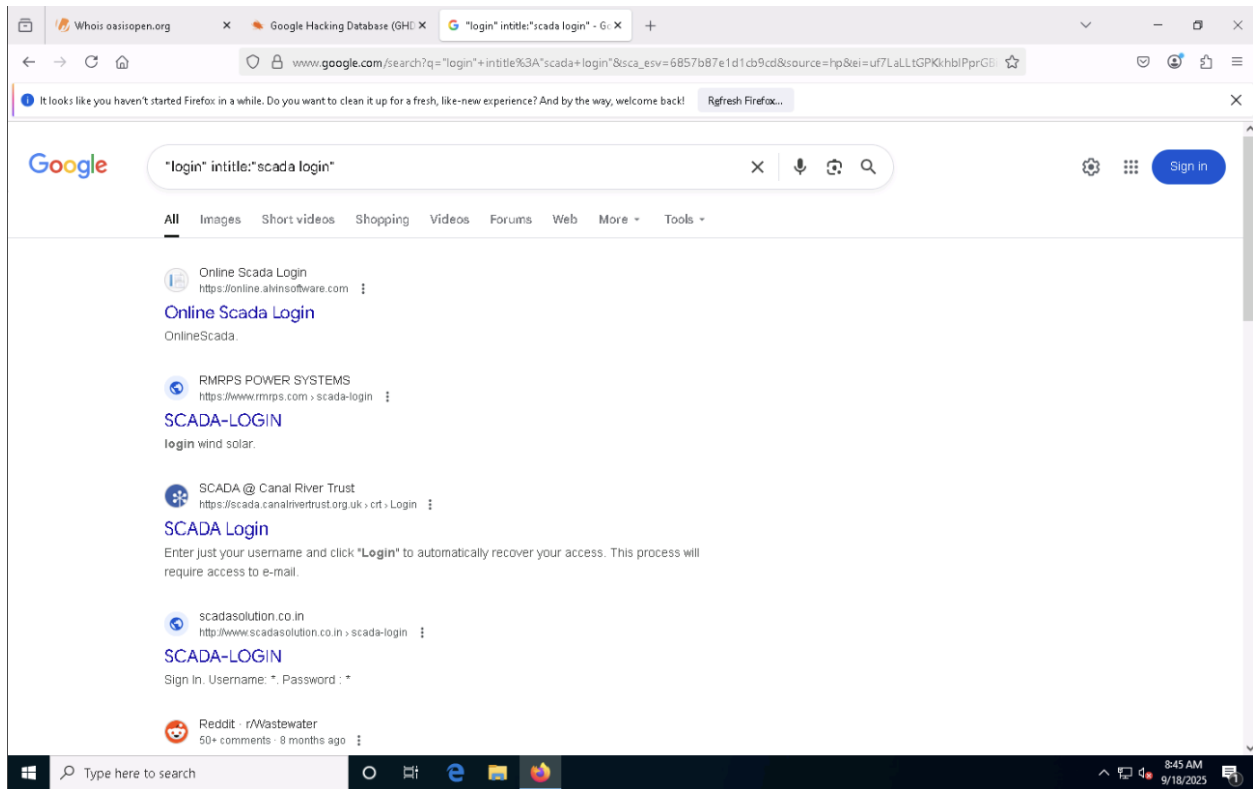 Whois oasisopen.org
Google Hacking Database (GHD
"login" intitle:"scada login" - Go
www.google.com/search?q="login"+intitle%3A"scada+login"&sca_esv=6857b87e1d1cb9cd&source=hp&ei=uf7LaLLtGPKkhbIPprGB
It looks like you haven't started Firefox in a while. Do you want to clean it up for a fresh, like-new experience? And by the way, welcome back!
Refresh Firefox...
Google
"login" intitle:"scada login"
Sign in
All Images Short videos Shopping Videos Forums Web More Tools
Online Scada Login
https://online.alvinsoftware.com
Online Scada Login
OnlineScada.
RMRPS POWER SYSTEMS
https://www.rmrps.com › scada-login
SCADA-LOGIN
login wind solar.
SCADA @ Canal River Trust
https://scada.canalrivertrust.org.uk › crt › Login
SCADA Login
Enter just your username and click "Login" to automatically recover your access. This process will
require access to e-mail.
scadasolution.co.in
http://www.scadasolution.co.in › scada-login
SCADA-LOGIN
Sign In. Username: *. Password : *
Reddit · r/Wastewater
50+ comments · 8 months ago
Type here to search
8:45 AM
9/18/2025
1